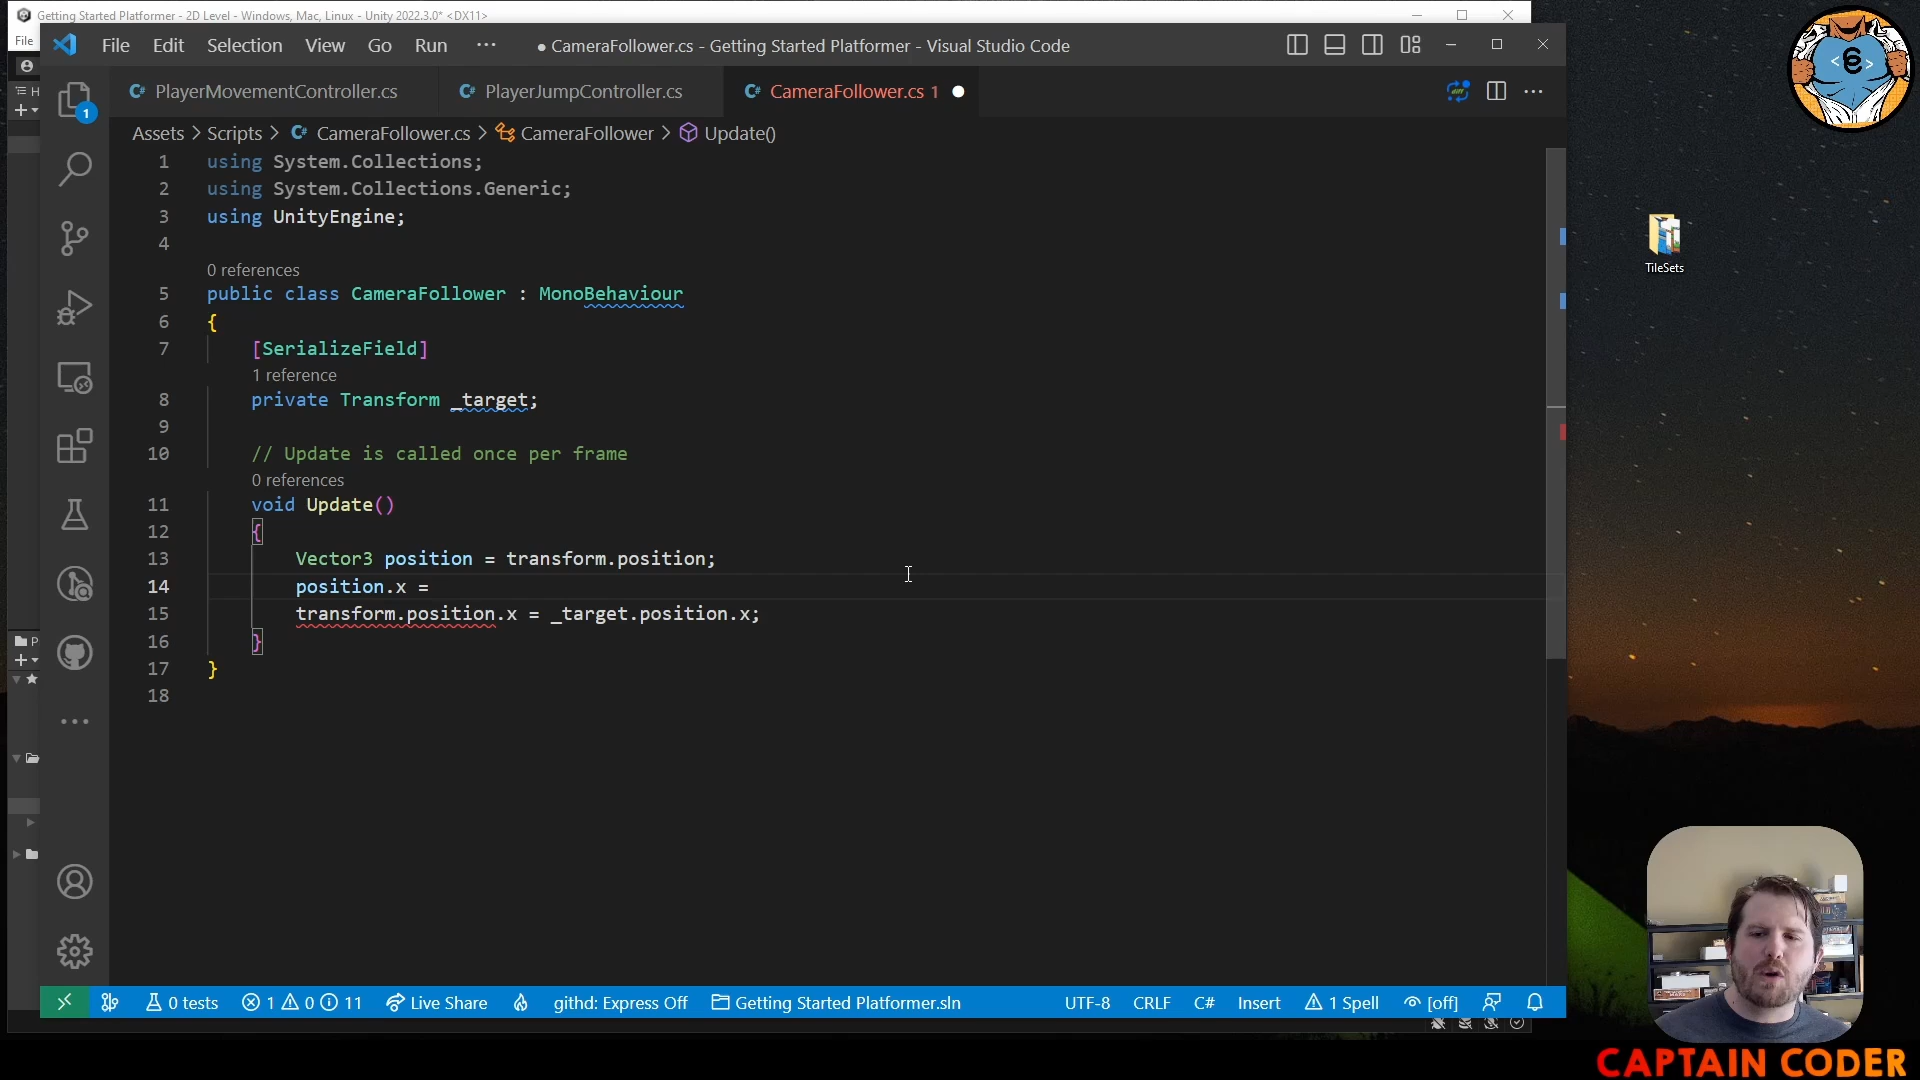 Getting Started Platformer - 2D Level - Windows, Mac, Linux - Unity 2022.3.0* <DX11>
File
File Edit Selection View Go Run ··· ● CameraFollower.cs - Getting Started Platformer - Visual Studio Code
PlayerMovementController.cs PlayerJumpController.cs CameraFollower.cs 1
Assets > Scripts > CameraFollower.cs > CameraFollower > Update()
1 using System.Collections;
2 using System.Collections.Generic;
3 using UnityEngine;
4
0 references
5 public class CameraFollower : MonoBehaviour
6 {
7 [SerializeField]
1 reference
8 private Transform _target;
9
10 // Update is called once per frame
0 references
11 void Update()
12 {
13 Vector3 position = transform.position;
14 position.x =
15 transform.position.x = _target.position.x;
16 }
17 }
18
1
TileSets
0 tests 1 0 11 Live Share githd: Express Off Getting Started Platformer.sln UTF-8 CRLF C# Insert 1 Spell [off]
CAPTAIN CODER